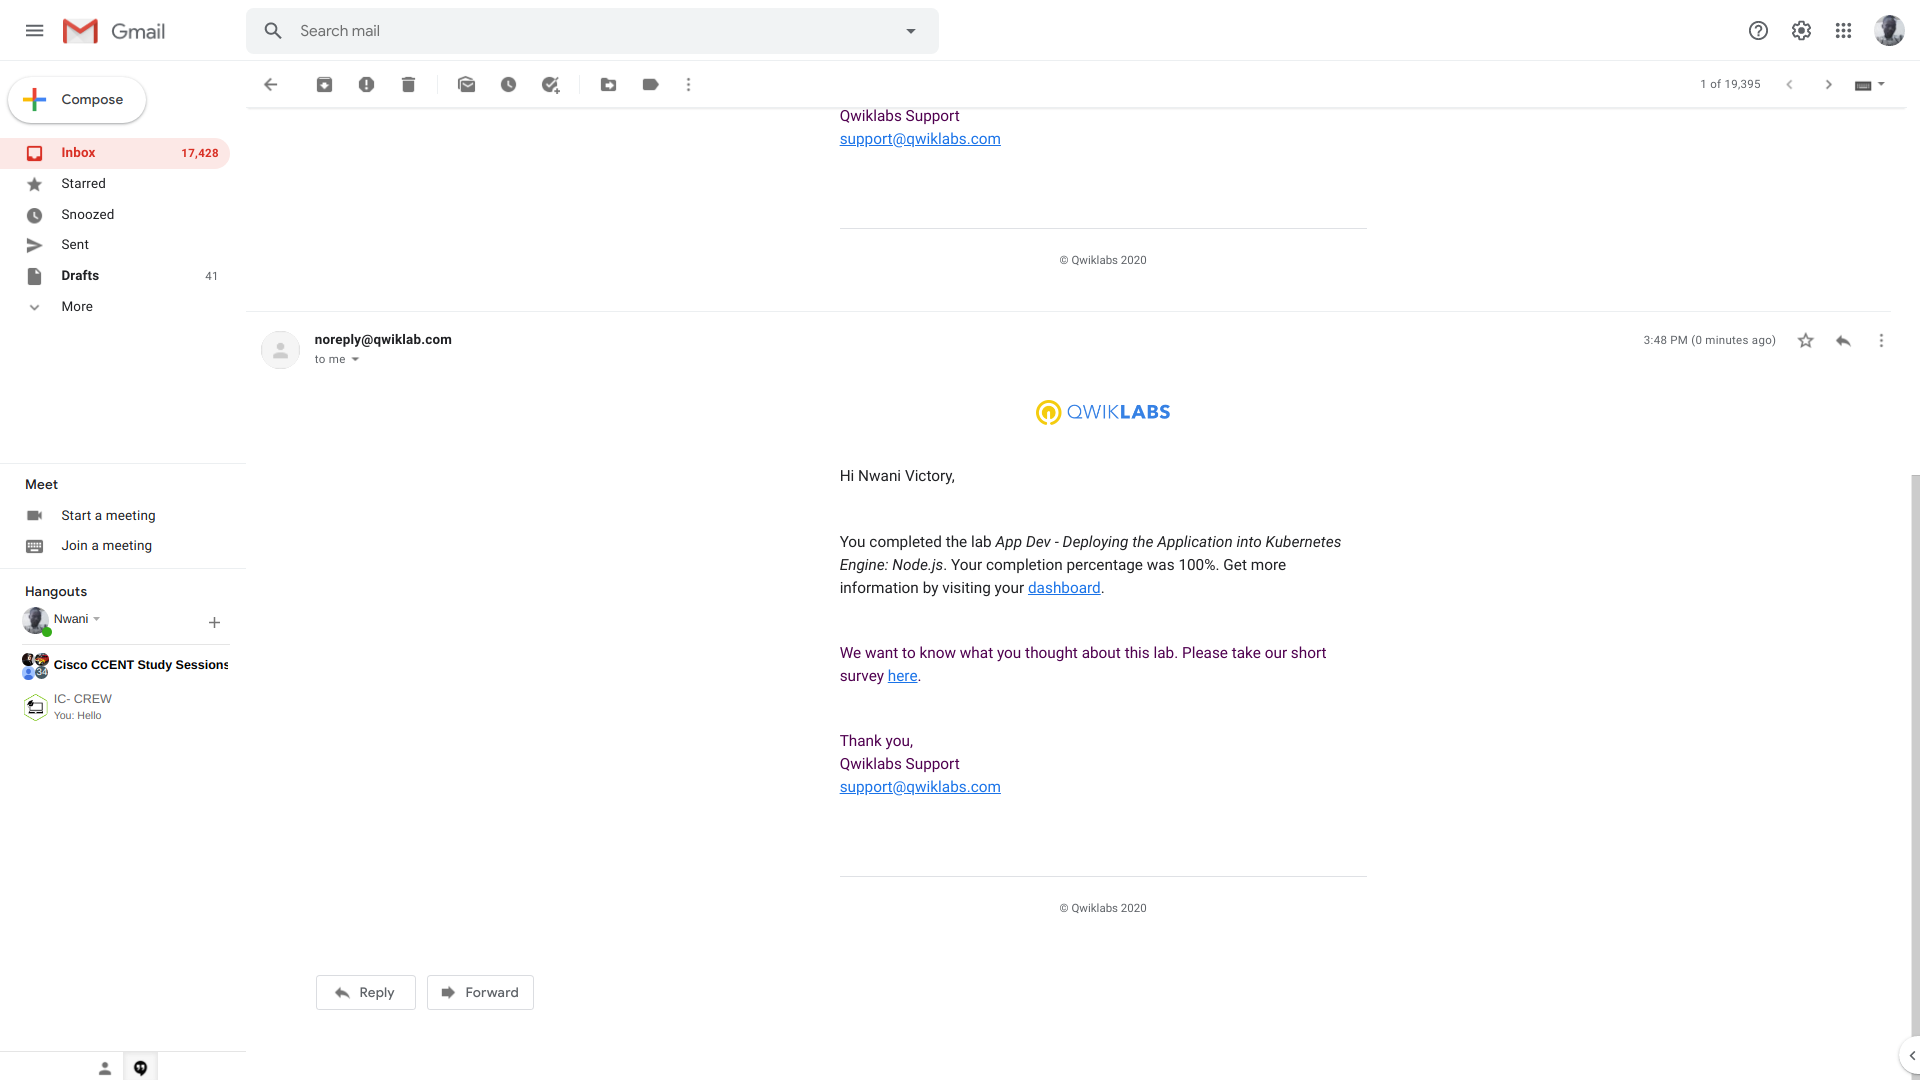 Gmail
Search mail
Compose
1 of 19,395
Inbox 17,428
Starred
Snoozed
Sent
Drafts 41
More
Meet
Start a meeting
Join a meeting
Hangouts
Nwani
Cisco CCENT Study Sessions
34
IC- CREW
You: Hello
Qwiklabs Support
support@qwiklabs.com
© Qwiklabs 2020
noreply@qwiklab.com
to me
3:48 PM (0 minutes ago)
QWIKLABS
Hi Nwani Victory,
You completed the lab App Dev - Deploying the Application into Kubernetes
Engine: Node.js. Your completion percentage was 100%. Get more
information by visiting your dashboard.
We want to know what you thought about this lab. Please take our short
survey here.
Thank you,
Qwiklabs Support
support@qwiklabs.com
© Qwiklabs 2020
Reply
Forward